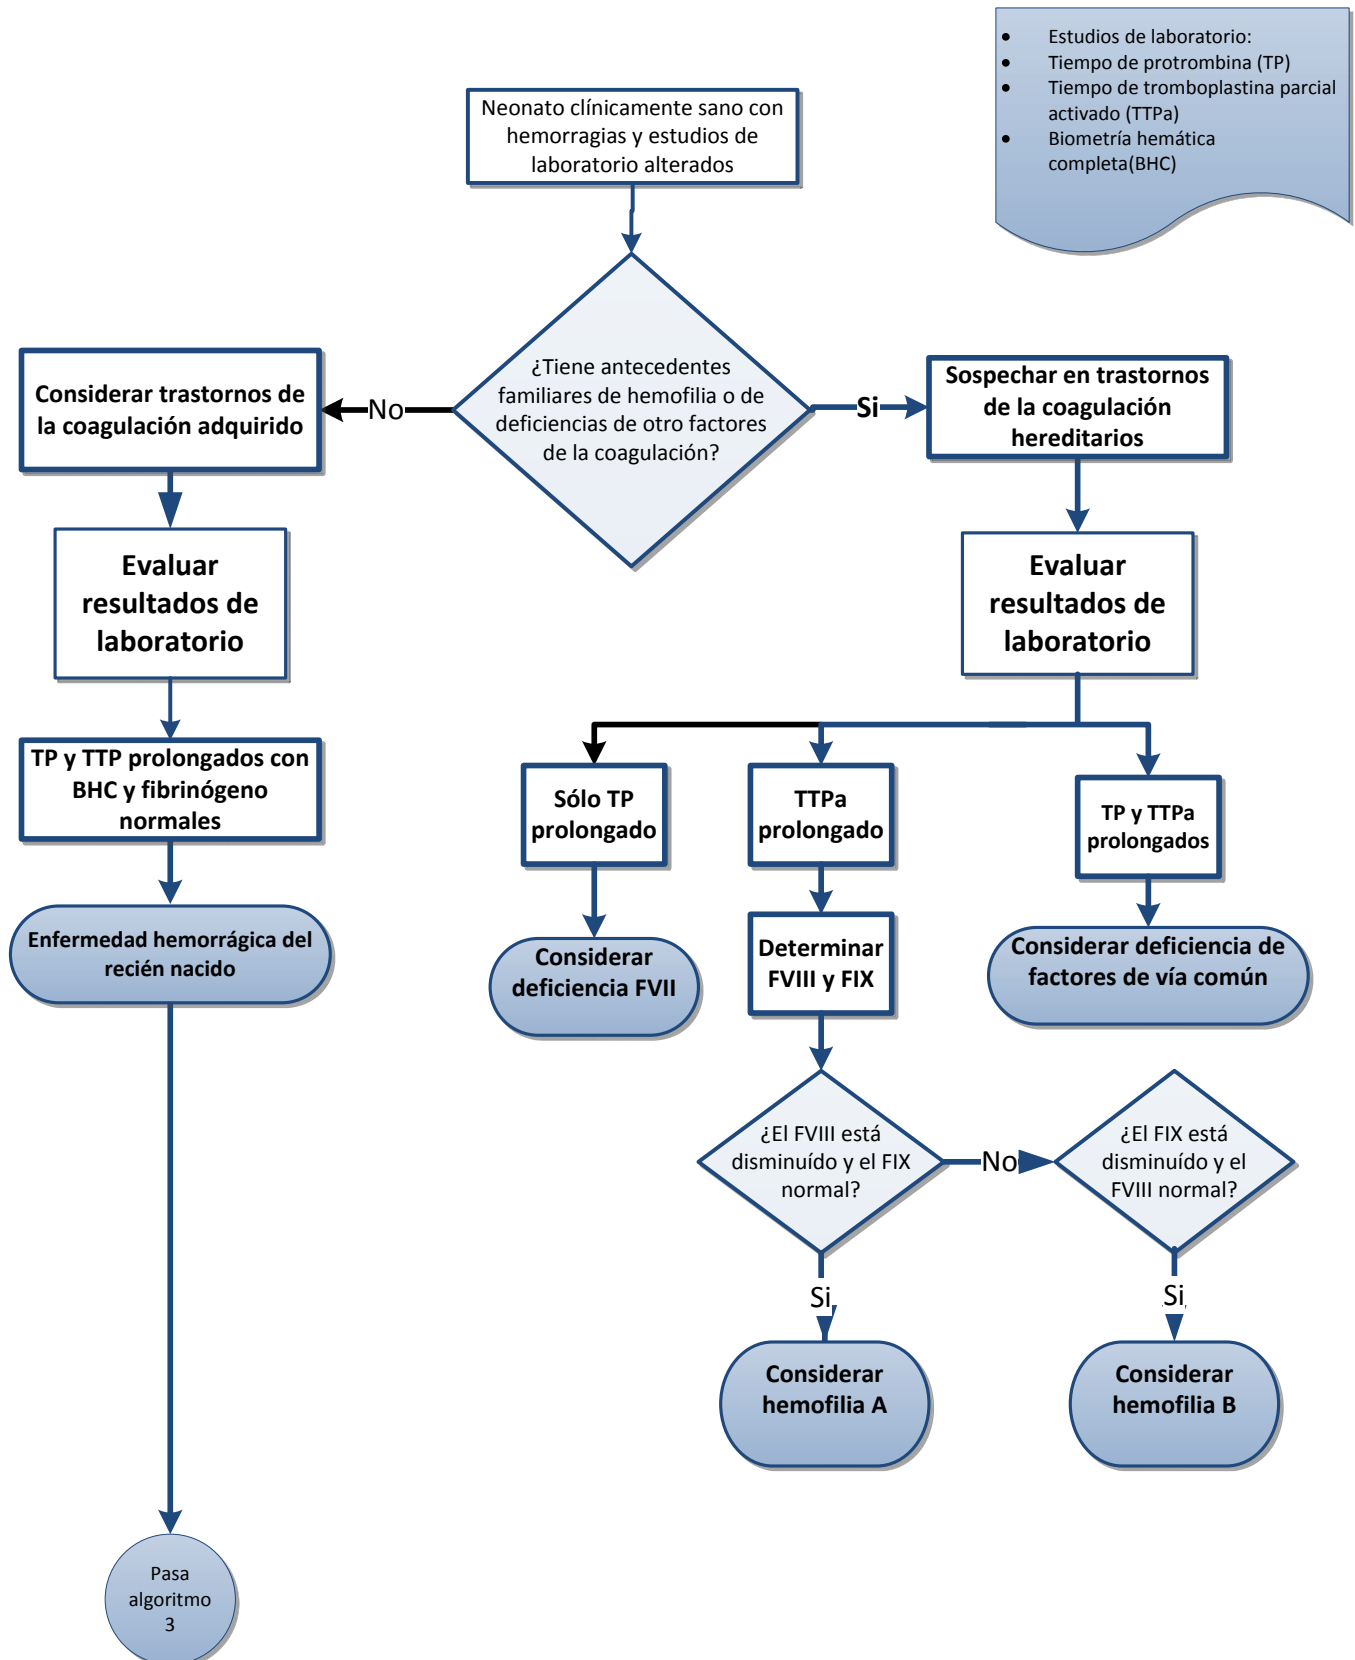 Estudios de laboratorio:
Tiempo de protrombina (TP)
Tiempo de tromboplastina parcial
activado (TTPa)
Biometría hemática
completa(BHC)
Neonato clínicamente sano con
hemorragias y estudios de
laboratorio alterados
¿Tiene antecedentes
familiares de hemofilia o de
deficiencias de otro factores
de la coagulación?
No
Si
Considerar trastornos de
la coagulación adquirido
Sospechar en trastornos
de la coagulación
hereditarios
Evaluar
resultados de
laboratorio
Evaluar
resultados de
laboratorio
TP y TTP prolongados con
BHC y fibrinógeno
normales
Sólo TP
prolongado
TTPa
prolongado
TP y TTPa
prolongados
Enfermedad hemorrágica del
recién nacido
Considerar
deficiencia FVII
Determinar
FVIII y FIX
Considerar deficiencia de
factores de vía común
¿El FVIII está
disminuído y el FIX
normal?
No
¿El FIX está
disminuído y el
FVIII normal?
Si
Si
Considerar
hemofilia A
Considerar
hemofilia B
Pasa
algoritmo
3